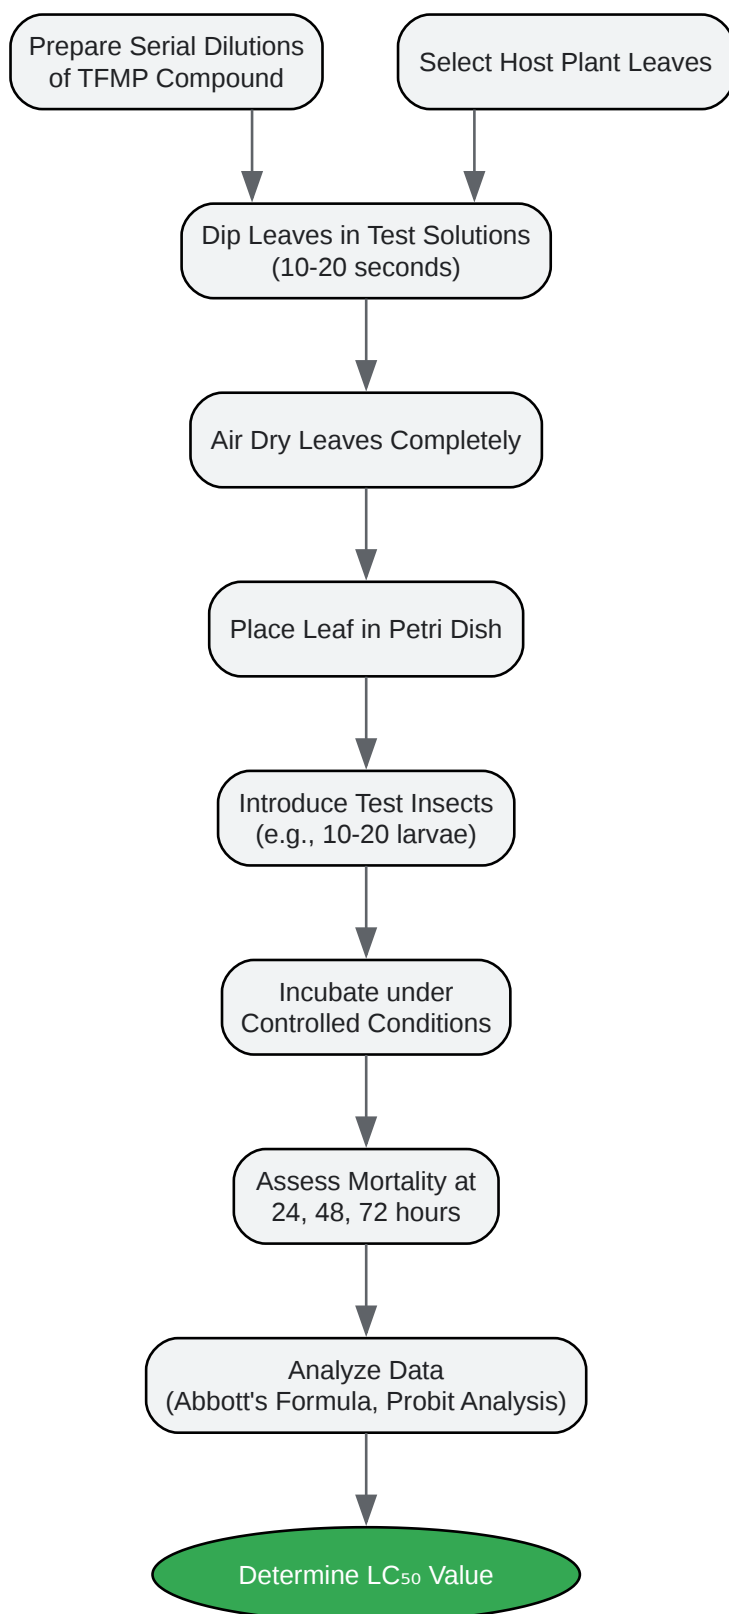 Prepare Serial Dilutions
of TFMP Compound
Select Host Plant Leaves
Dip Leaves in Test Solutions
(10-20 seconds)
Air Dry Leaves Completely
Place Leaf in Petri Dish
Introduce Test Insects
(e.g., 10-20 larvae)
Incubate under
Controlled Conditions
Assess Mortality at
24, 48, 72 hours
Analyze Data
(Abbott's Formula, Probit Analysis)
Determine LC₅₀ Value